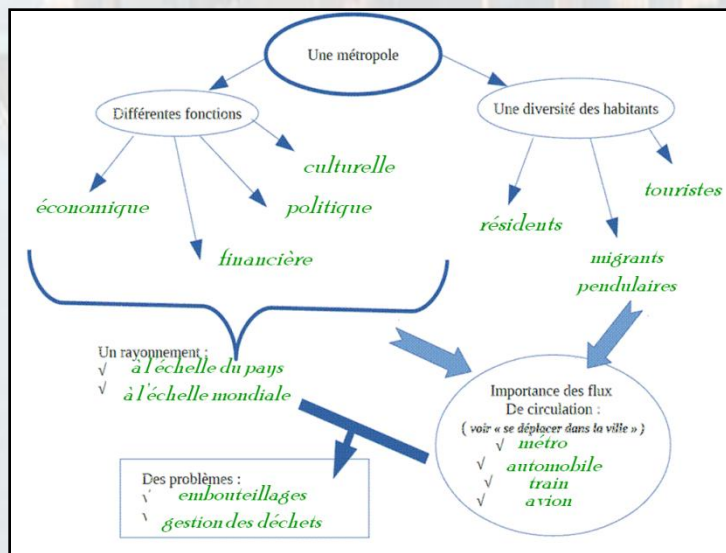 Une métropole
Différentes fonctions
Une diversité des habitants
culturelle
économique
politique
financière
touristes
résidents
migrants
pendulaires
Un rayonnement :
√ à l'échelle du pays
√ à l'échelle mondiale
Importance des flux
De circulation :
( voir « se déplacer dans la ville » )
√ métro
√ automobile
√ train
√ avion
Des problèmes :
√ embouteillages
√ gestion des déchets